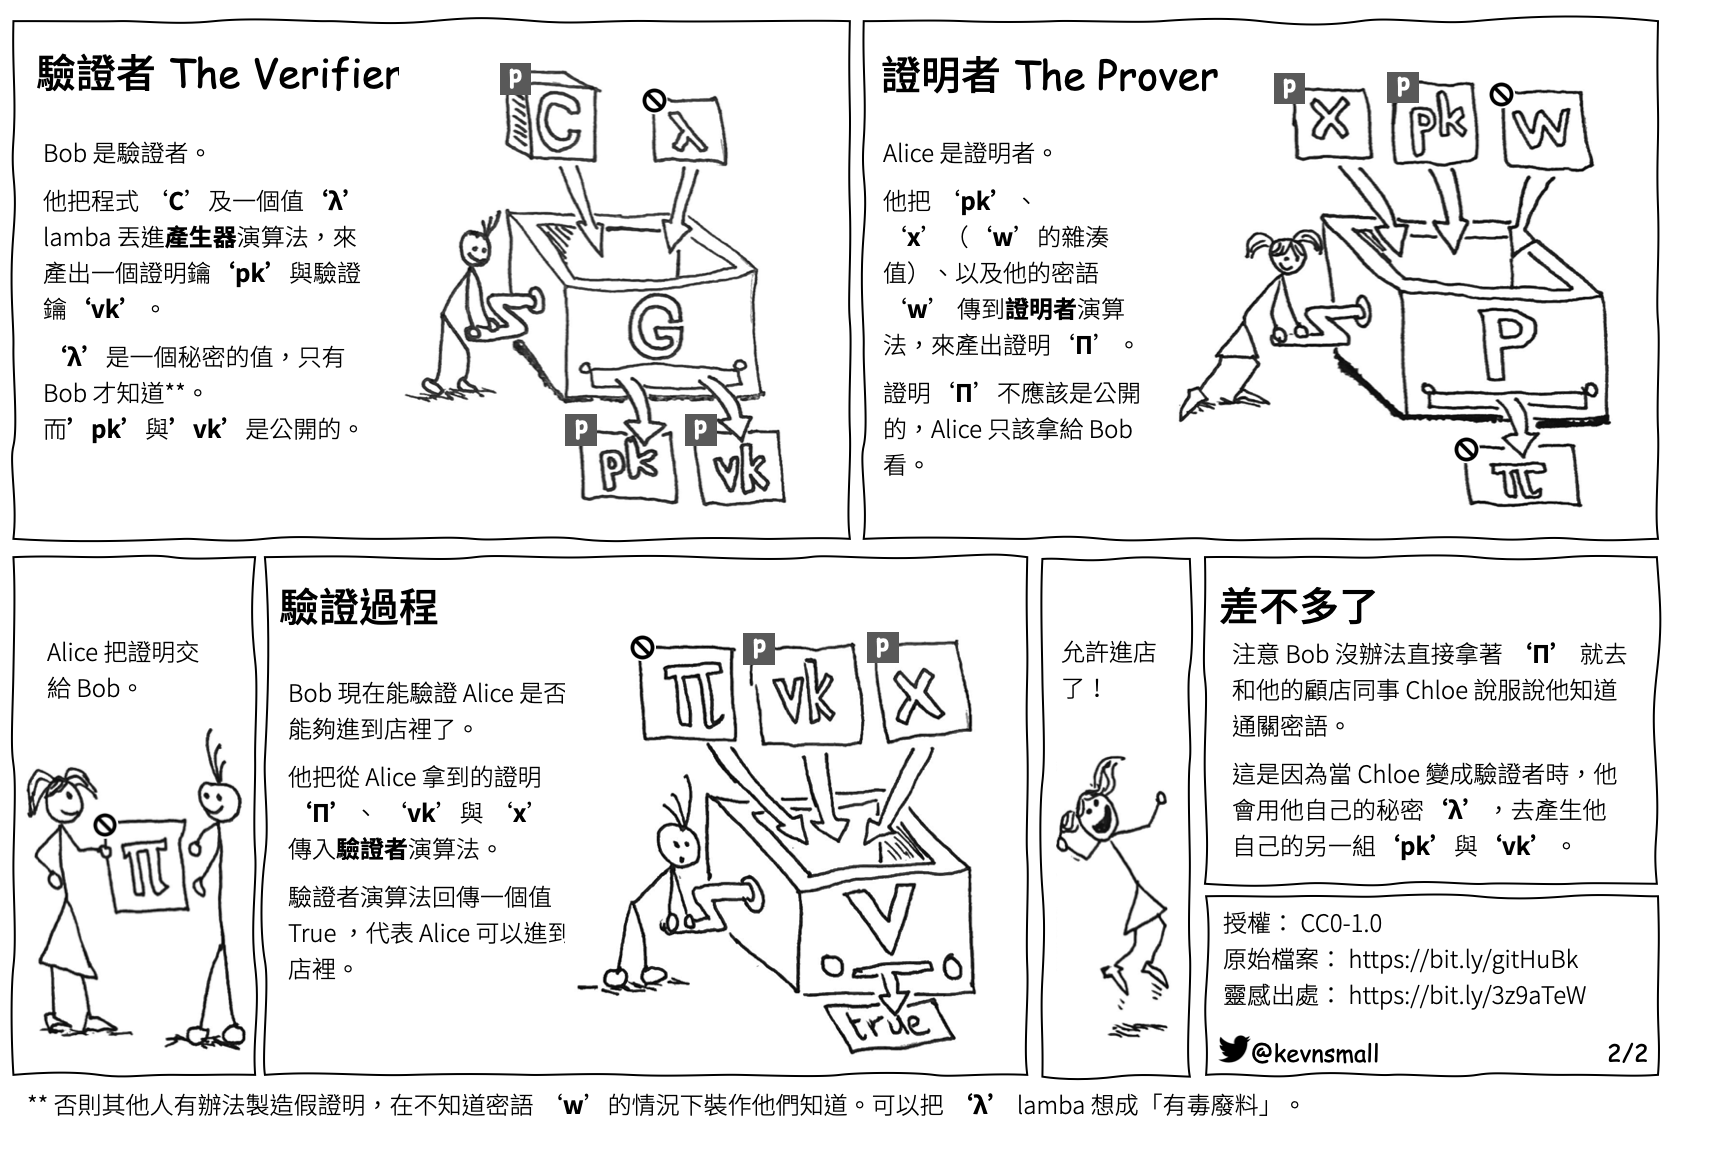 驗證者 The Verifier
p
C
λ
Bob 是驗證者。
他把程式 ‘C’ 及一個值 ‘λ’
lamba 丟進產生器演算法，來
產出一個證明鑰 ‘pk’ 與驗證
鑰 ‘vk’ 。
‘λ’ 是一個秘密的值，只有
Bob 才知道**。
而’pk’與’vk’是公開的。
G
p
pk
p
vk
證明者 The Prover
p
x
p
pk
w
Alice 是證明者。
他把 ‘pk’ 、
‘x’ （‘w’ 的雜湊
值）、以及他的密語
‘w’ 傳到證明者演算
法，來產出證明 ‘Π’ 。
證明 ‘Π’ 不應該是公開
的，Alice 只該拿給 Bob
看。
P
π
Alice 把證明交
給 Bob。
π
驗證過程
Bob 現在能驗證 Alice 是否
能夠進到店裡了。
他把從 Alice 拿到的證明
‘Π’ 、 ‘vk’ 與 ‘x’
傳入驗證者演算法。
驗證者演算法回傳一個值
True ，代表 Alice 可以進到
店裡。
π
p
vk
p
x
V
true
允許進店
了！
差不多了
注意 Bob 沒辦法直接拿著 ‘Π’ 就去
和他的顧店同事 Chloe 說服說他知道
通關密語。
這是因為當 Chloe 變成驗證者時，他
會用他自己的秘密 ‘λ’ ，去產生他
自己的另一組 ‘pk’ 與 ‘vk’ 。
授權： CC0-1.0
原始檔案： https://bit.ly/gitHuBk
靈感出處： https://bit.ly/3z9aTeW
@kevnsmall
2/2
** 否則其他人有辦法製造假證明，在不知道密語 ‘w’ 的情況下裝作他們知道。可以把 ‘λ’ lamba 想成「有毒廢料」。